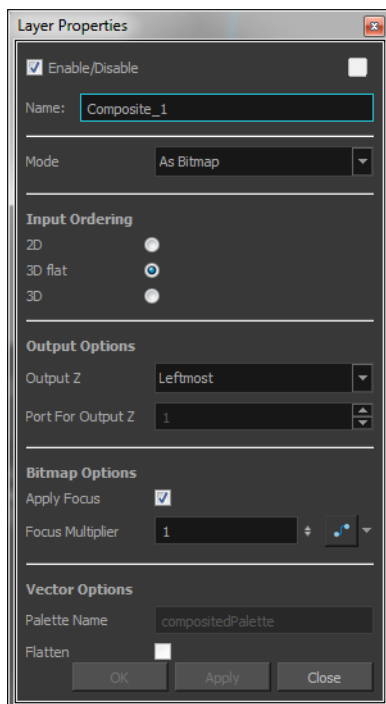 Layer Properties
Enable/Disable
Name: Composite_1
Mode As Bitmap
Input Ordering
2D
3D flat
3D
Output Options
Output Z Leftmost
Port For Output Z 1
Bitmap Options
Apply Focus
Focus Multiplier 1
Vector Options
Palette Name compositedPalette
Flatten
OK Apply Close